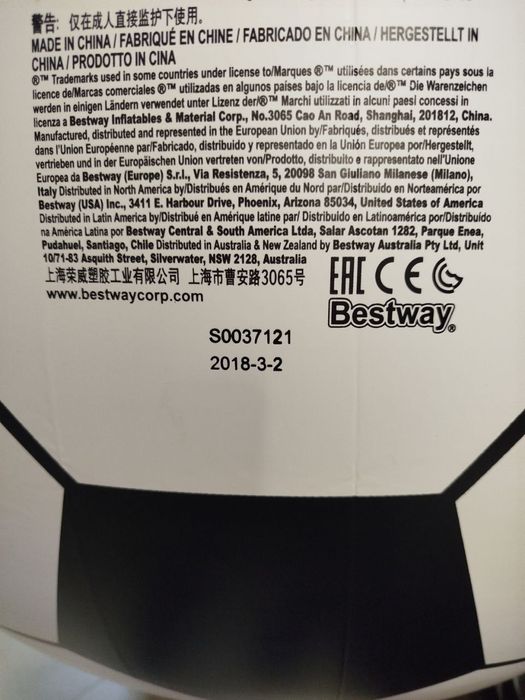 警告: 仅在成人直接监护下使用。
MADE IN CHINA / FABRIQUÉ EN CHINE / FABRICADO EN CHINA / HERGESTELLT IN
CHINA / PRODOTTO IN CINA
®™ Trademarks used in some countries under license to/Marques ®™ utilisées dans certains pays sous la
licence de/Marcas comerciales ®™ utilizadas en algunos países bajo la licencia de/®™ Die Warenzeichen
werden in einigen Ländern verwendet unter Lizenz der/®™ Marchi utilizzati in alcuni paesi concessi in
licenza a Bestway Inflatables & Material Corp., No.3065 Cao An Road, Shanghai, 201812, China.
Manufactured, distributed and represented in the European Union by/Fabriqués, distribués et représentés
dans l'Union Européenne par/Fabricado, distribuido y representado en la Unión Europea por/Hergestellt,
vertrieben und in der Europäischen Union vertreten von/Prodotto, distribuito e rappresentato nell'Unione
Europea da Bestway (Europe) S.r.l., Via Resistenza, 5, 20098 San Giuliano Milanese (Milano),
Italy Distributed in North America by/Distribués en Amérique du Nord par/Distribuido en Norteamérica por
Bestway (USA) Inc., 3411 E. Harbour Drive, Phoenix, Arizona 85034, United States of America
Distributed in Latin America by/Distribué en Amérique latine par/ Distribuido en Latinoamérica por/Distribuído
na América Latina por Bestway Central & South America Ltda, Salar Ascotan 1282, Parque Enea,
Pudahuel, Santiago, Chile Distributed in Australia & New Zealand by Bestway Australia Pty Ltd, Unit
10/71-83 Asquith Street, Silverwater, NSW 2128, Australia
上海荣威塑胶工业有限公司 上海市曹安路3065号
www.bestwaycorp.com
EAC CE
Bestway®
S0037121
2018-3-2